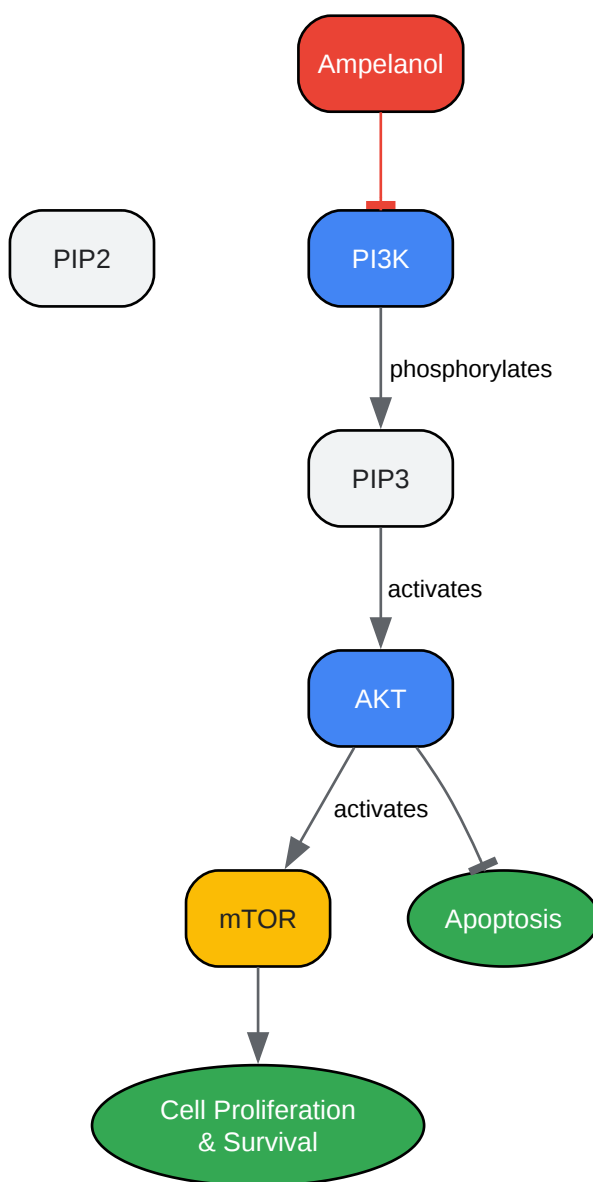 Ampelanol
PIP2
PI3K
phosphorylates
PIP3
activates
AKT
activates
mTOR
Apoptosis
Cell Proliferation
& Survival